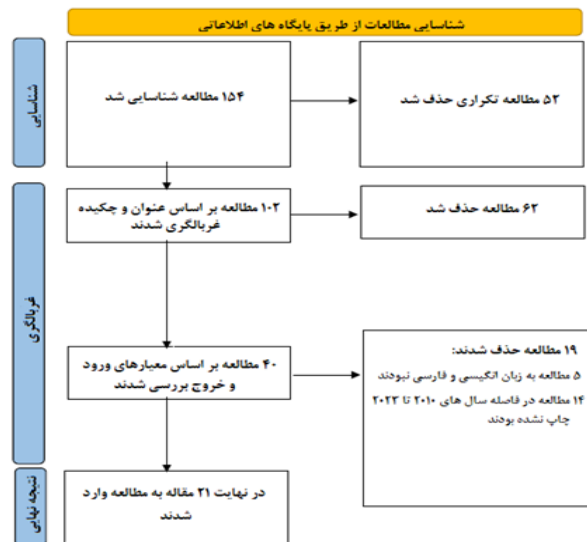 شناسایی مطالعات از طریق پایگاه های اطلاعاتی
شناسایی
۱۵۴ مطالعه شناسایی شد
۵۲ مطالعه تکراری حذف شد
غربالگری
۱۰۲ مطالعه بر اساس عنوان و چکیده
غربالگری شدند
۶۲ مطالعه حذف شد
۴۰ مطالعه بر اساس معیارهای ورود
و خروج بررسی شدند
۱۹ مطالعه حذف شدند:
۵ مطالعه به زبان انگیسی و فارسی نبودند
۱۴ مطالعه در فاصله سال های ۲۰۱۰ تا ۲۰۲۳
چاپ نشده بودند
نتیجه نهایی
در نهایت ۲۱ مقاله به مطالعه وارد
شدند